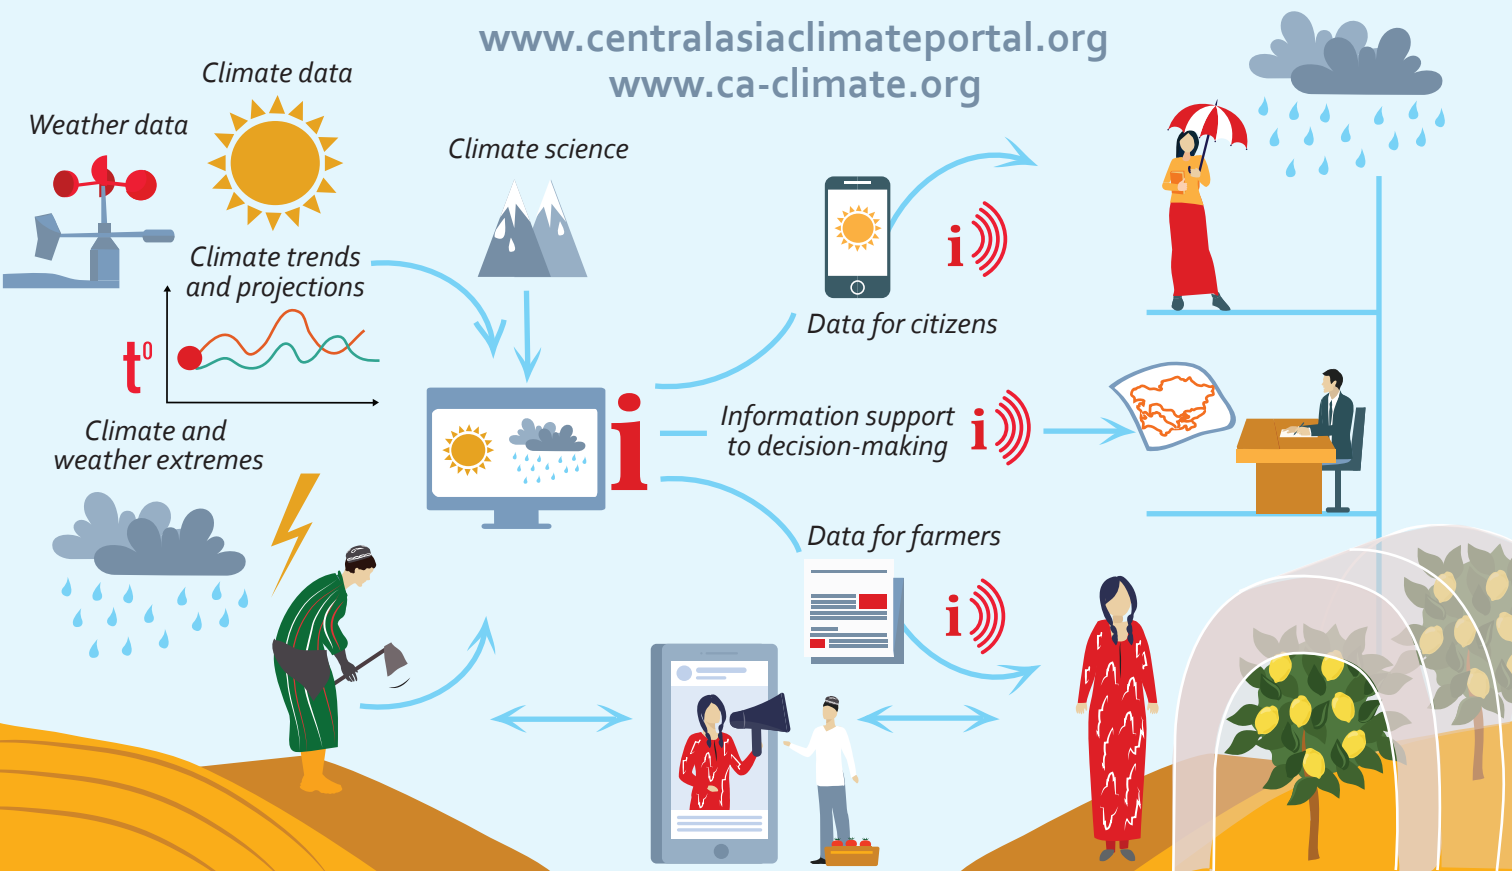 www.centralasiaclimateportal.org
www.ca-climate.org
Climate data
Weather data
Climate science
Climate trends
and projections
t⁰
Climate and
weather extremes
i
i
Data for citizens
Information support
to decision-making
i
Data for farmers
i